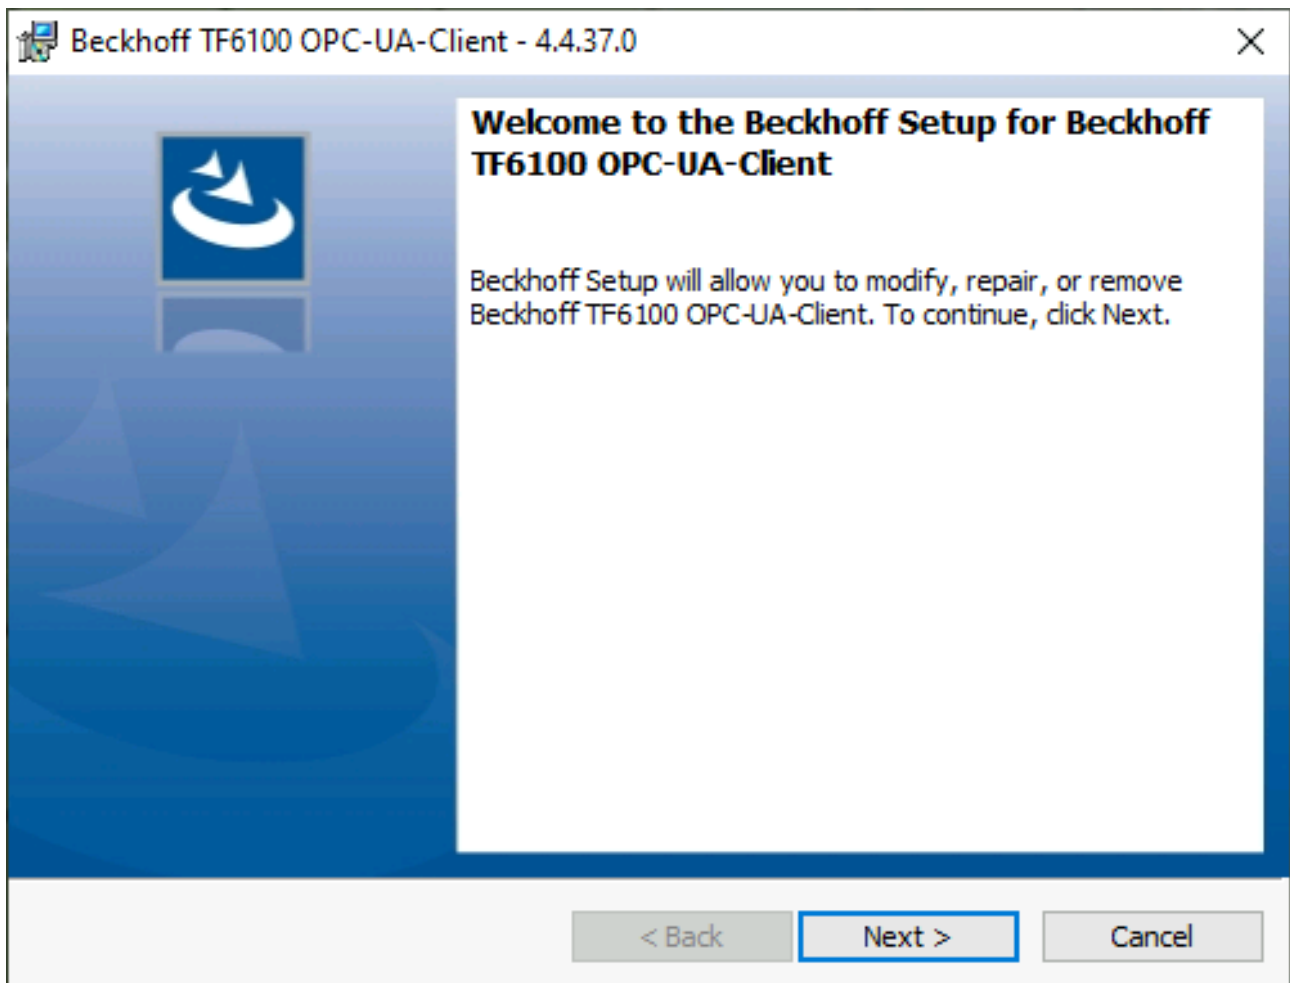 Beckhoff TF6100 OPC-UA-Client - 4.4.37.0
Welcome to the Beckhoff Setup for Beckhoff
TF6100 OPC-UA-Client
Beckhoff Setup will allow you to modify, repair, or remove
Beckhoff TF6100 OPC-UA-Client. To continue, click Next.
< Back
Next >
Cancel